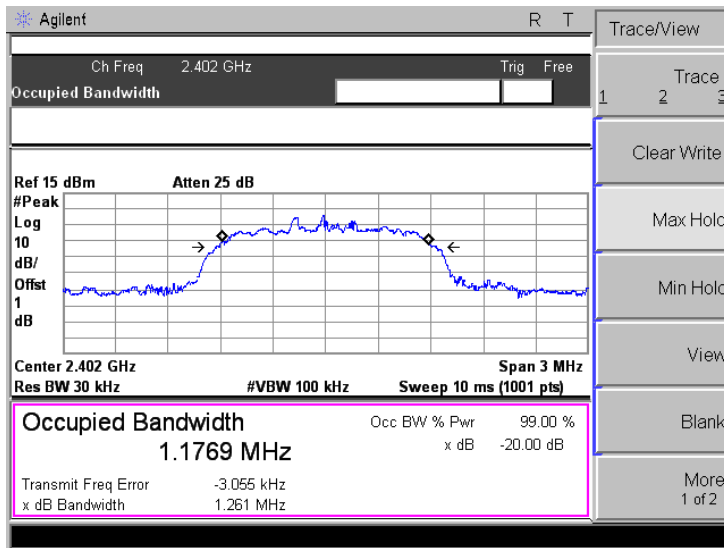 Agilent
R T
Ch Freq 2.402 GHz Trig Free
Occupied Bandwidth
Ref 15 dBm Atten 25 dB
#Peak
Log
10
dB/
Offst
1
dB
Center 2.402 GHz Span 3 MHz
Res BW 30 kHz #VBW 100 kHz Sweep 10 ms (1001 pts)
Occupied Bandwidth
1.1769 MHz
Occ BW % Pwr 99.00 %
x dB -20.00 dB
Transmit Freq Error -3.055 kHz
x dB Bandwidth 1.261 MHz
Trace/View
Trace
1 2 3
Clear Write
Max Hold
Min Hold
View
Blank
More
1 of 2